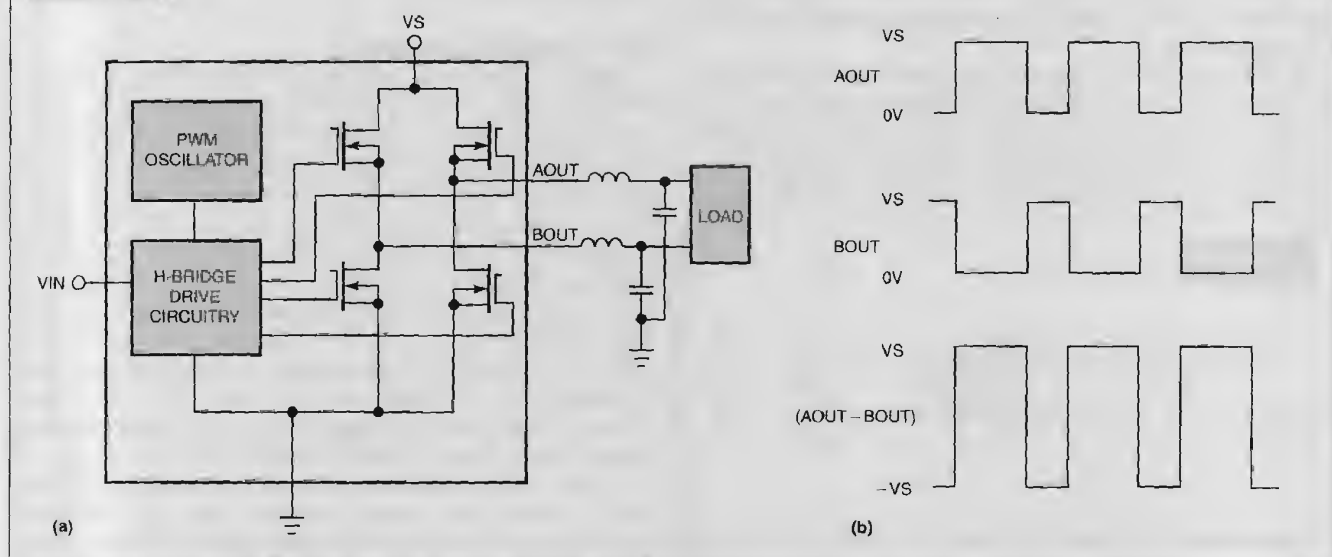 VS
PWM
OSCILLATOR
H-BRIDGE
DRIVE
CIRCUITRY
VIN
AOUT
BOUT
LOAD
(a)
VS
AOUT
0V
VS
BOUT
0V
VS
(AOUT – BOUT)
–VS
(b)